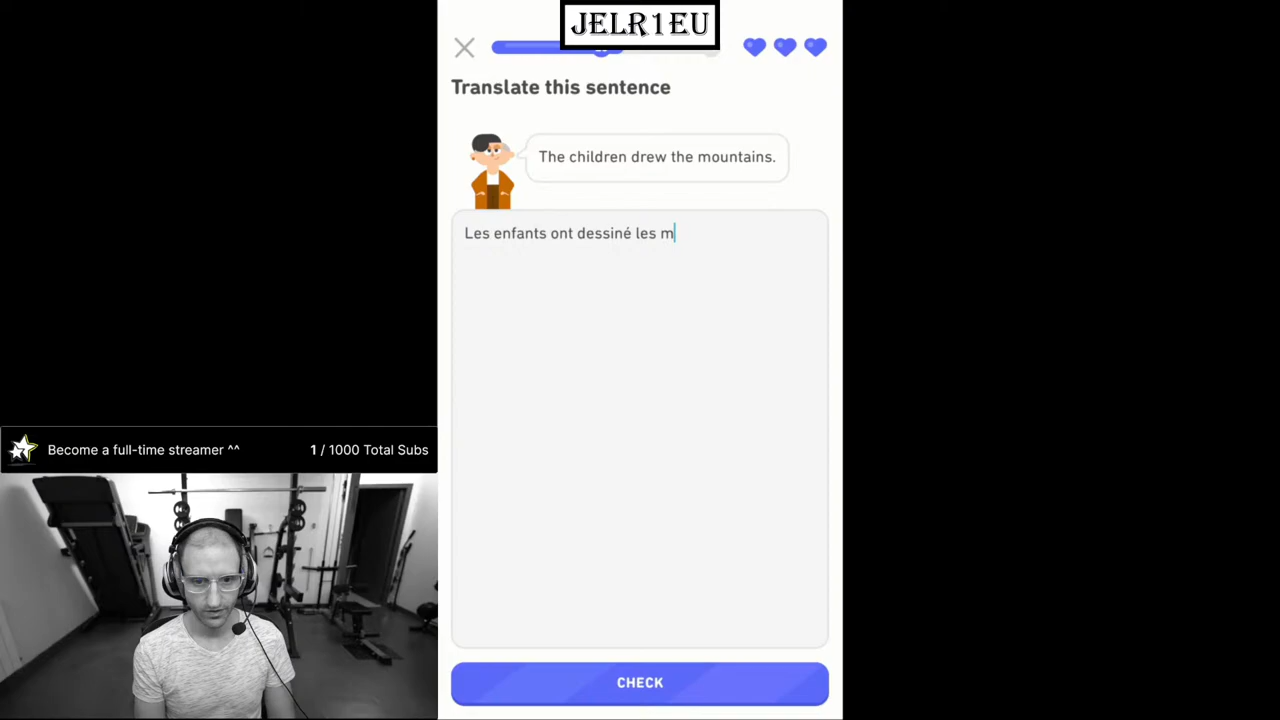 JELR1EU
Translate this sentence
The children drew the mountains.
Les enfants ont dessiné les m
Become a full-time streamer ^^ 1 / 1000 Total Subs
CHECK